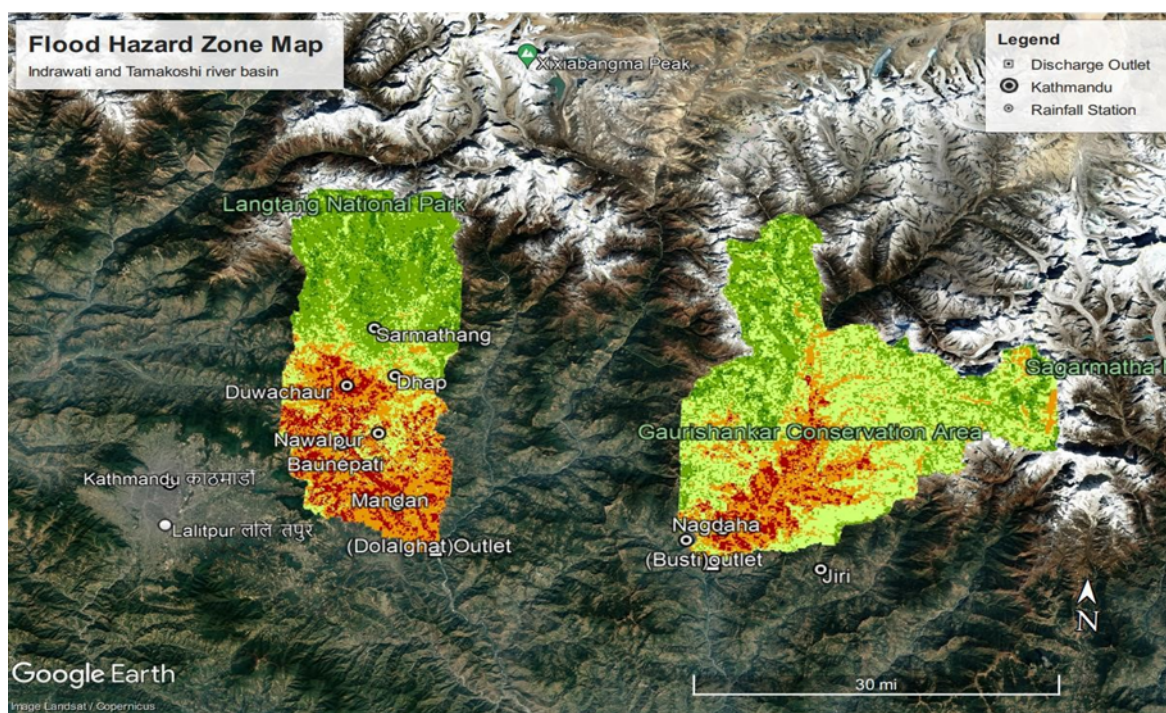 Flood Hazard Zone Map
Indrawati and Tamakoshi river basin
Legend
Discharge Outlet
Kathmandu
Rainfall Station
Xixiabangma Peak
Langtang National Park
Sarmathang
Dhap
Duwachaur
Nawalpur
Baunepati
Kathmandu काठमाडौं
Mandan
Lalitpur ललितपुर
(Dolalghat)Outlet
Sagarmatha
Gaurishankar Conservation Area
Nagdaha
(Busti)outlet
Jiri
N
Google Earth
30 mi
Image Landsat / Copernicus